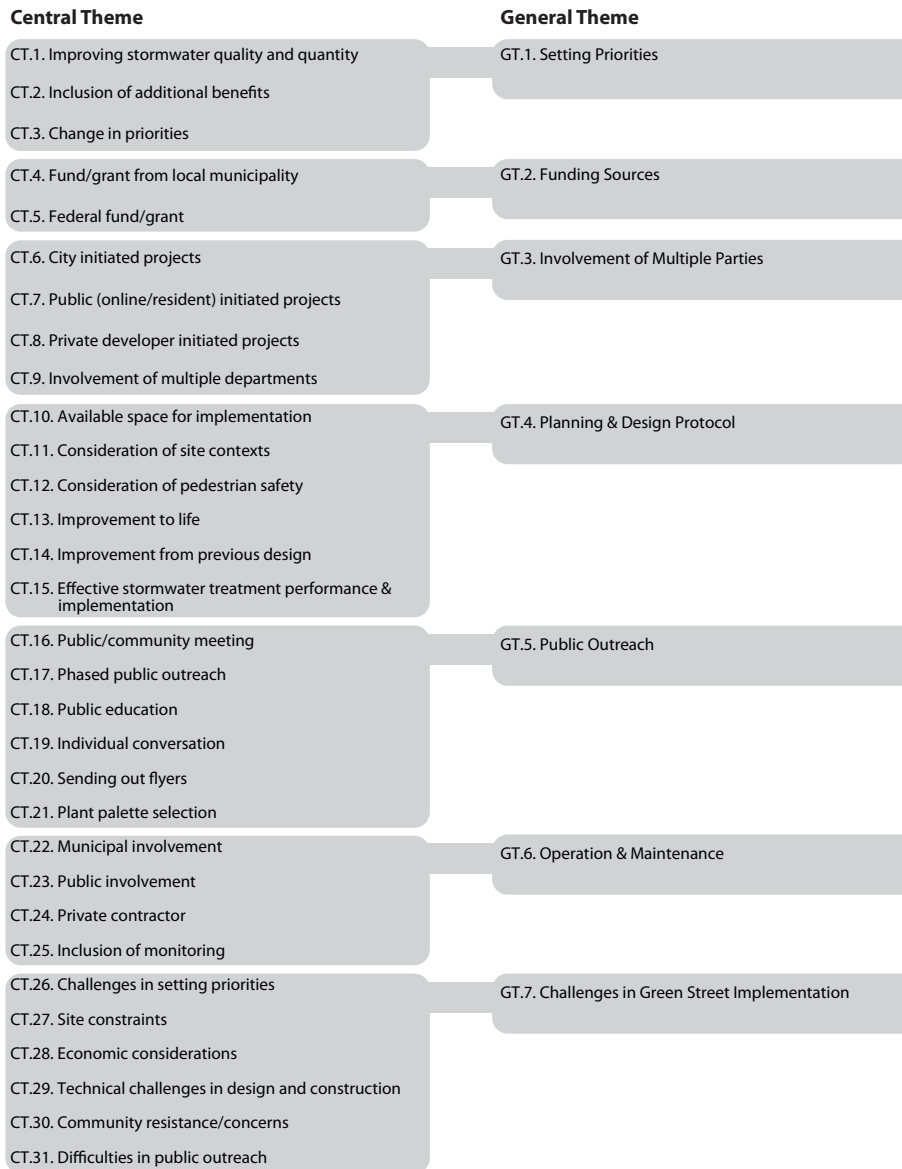 Central Theme
General Theme
CT.1. Improving stormwater quality and quantity
GT.1. Setting Priorities
CT.2. Inclusion of additional benefits
CT.3. Change in priorities
CT.4. Fund/grant from local municipality
GT.2. Funding Sources
CT.5. Federal fund/grant
CT.6. City initiated projects
GT.3. Involvement of Multiple Parties
CT.7. Public (online/resident) initiated projects
CT.8. Private developer initiated projects
CT.9. Involvement of multiple departments
CT.10. Available space for implementation
GT.4. Planning & Design Protocol
CT.11. Consideration of site contexts
CT.12. Consideration of pedestrian safety
CT.13. Improvement to life
CT.14. Improvement from previous design
CT.15. Effective stormwater treatment performance &
implementation
CT.16. Public/community meeting
GT.5. Public Outreach
CT.17. Phased public outreach
CT.18. Public education
CT.19. Individual conversation
CT.20. Sending out flyers
CT.21. Plant palette selection
CT.22. Municipal involvement
GT.6. Operation & Maintenance
CT.23. Public involvement
CT.24. Private contractor
CT.25. Inclusion of monitoring
CT.26. Challenges in setting priorities
GT.7. Challenges in Green Street Implementation
CT.27. Site constraints
CT.28. Economic considerations
CT.29. Technical challenges in design and construction
CT.30. Community resistance/concerns
CT.31. Difficulties in public outreach